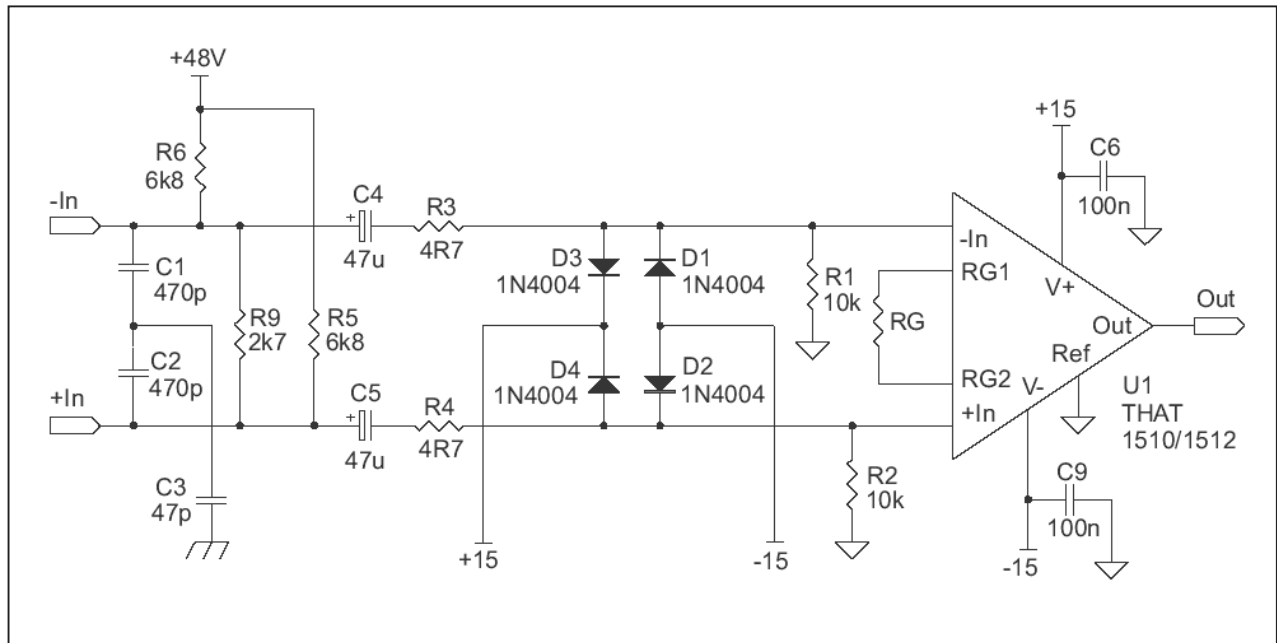 +48V
R6
6k8
-In
C1
470p
C2
470p
+In
C3
47p
R9
2k7
R5
6k8
C4
+
47u
R3
4R7
C5
+
47u
R4
4R7
D3
1N4004
D1
1N4004
D4
1N4004
D2
1N4004
+15
-15
R1
10k
R2
10k
+15
C6
100n
-In
RG1
RG
RG2
+In
V+
Out
Ref
V-
Out
U1
THAT
1510/1512
C9
100n
-15